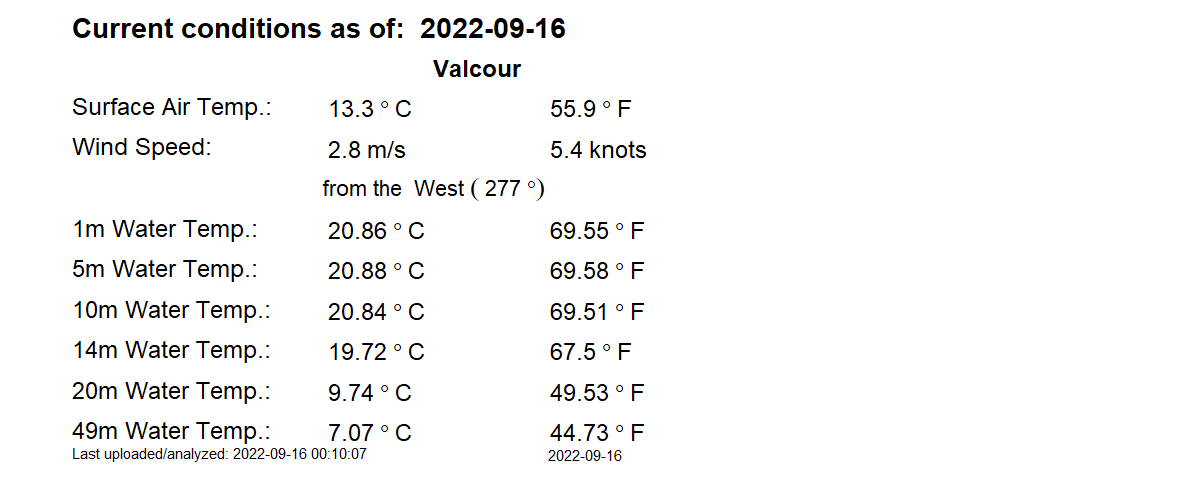 Current conditions as of: 2022-09-16
Valcour
Surface Air Temp.: 13.3 ° C 55.9 ° F
Wind Speed: 2.8 m/s 5.4 knots
from the West ( 277 °)
1m Water Temp.: 20.86 ° C 69.55 ° F
5m Water Temp.: 20.88 ° C 69.58 ° F
10m Water Temp.: 20.84 ° C 69.51 ° F
14m Water Temp.: 19.72 ° C 67.5 ° F
20m Water Temp.: 9.74 ° C 49.53 ° F
49m Water Temp.: 7.07 ° C 44.73 ° F
Last uploaded/analyzed: 2022-09-16 00:10:07 2022-09-16